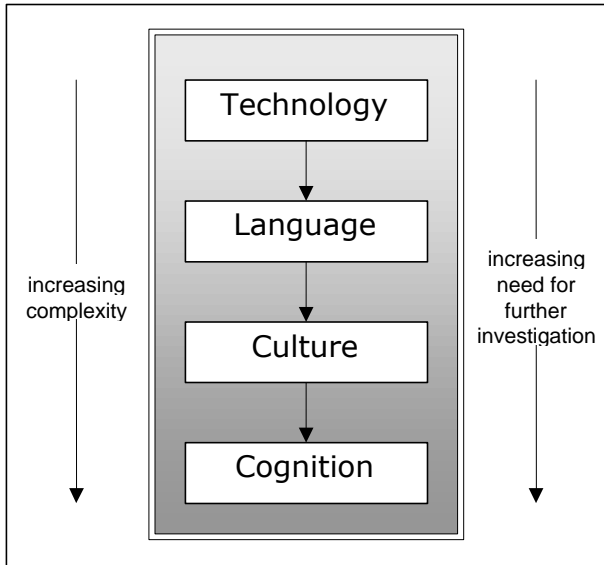 Technology
Language
increasing
complexity
increasing
need for
further
investigation
Culture
Cognition